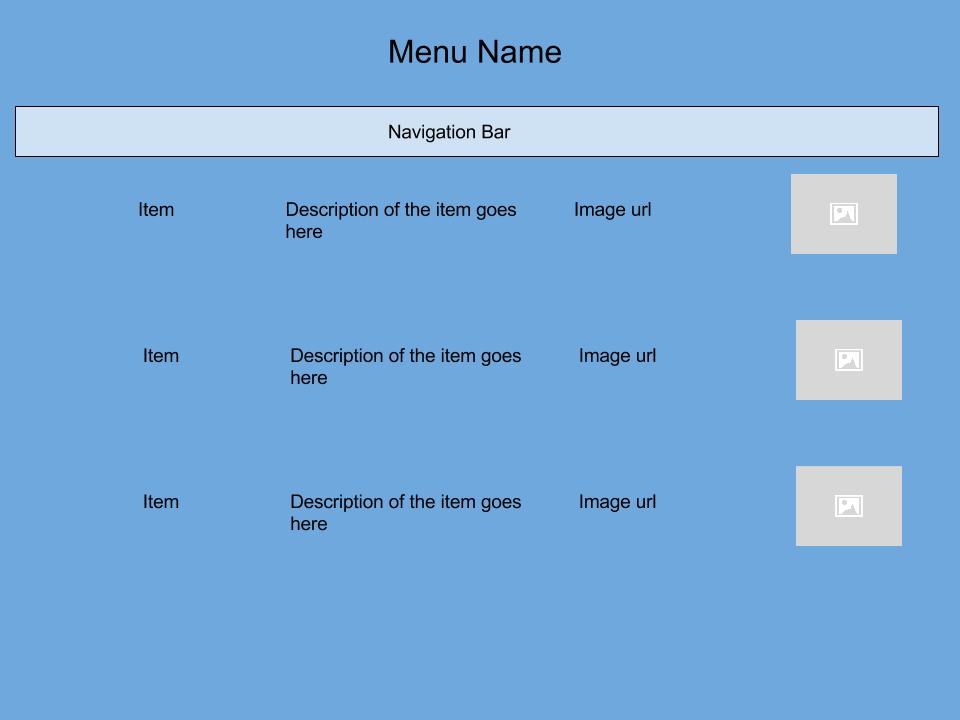 Menu Name
Navigation Bar
Item
Description of the item goes
here
Image url
Item
Description of the item goes
here
Image url
Item
Description of the item goes
here
Image url